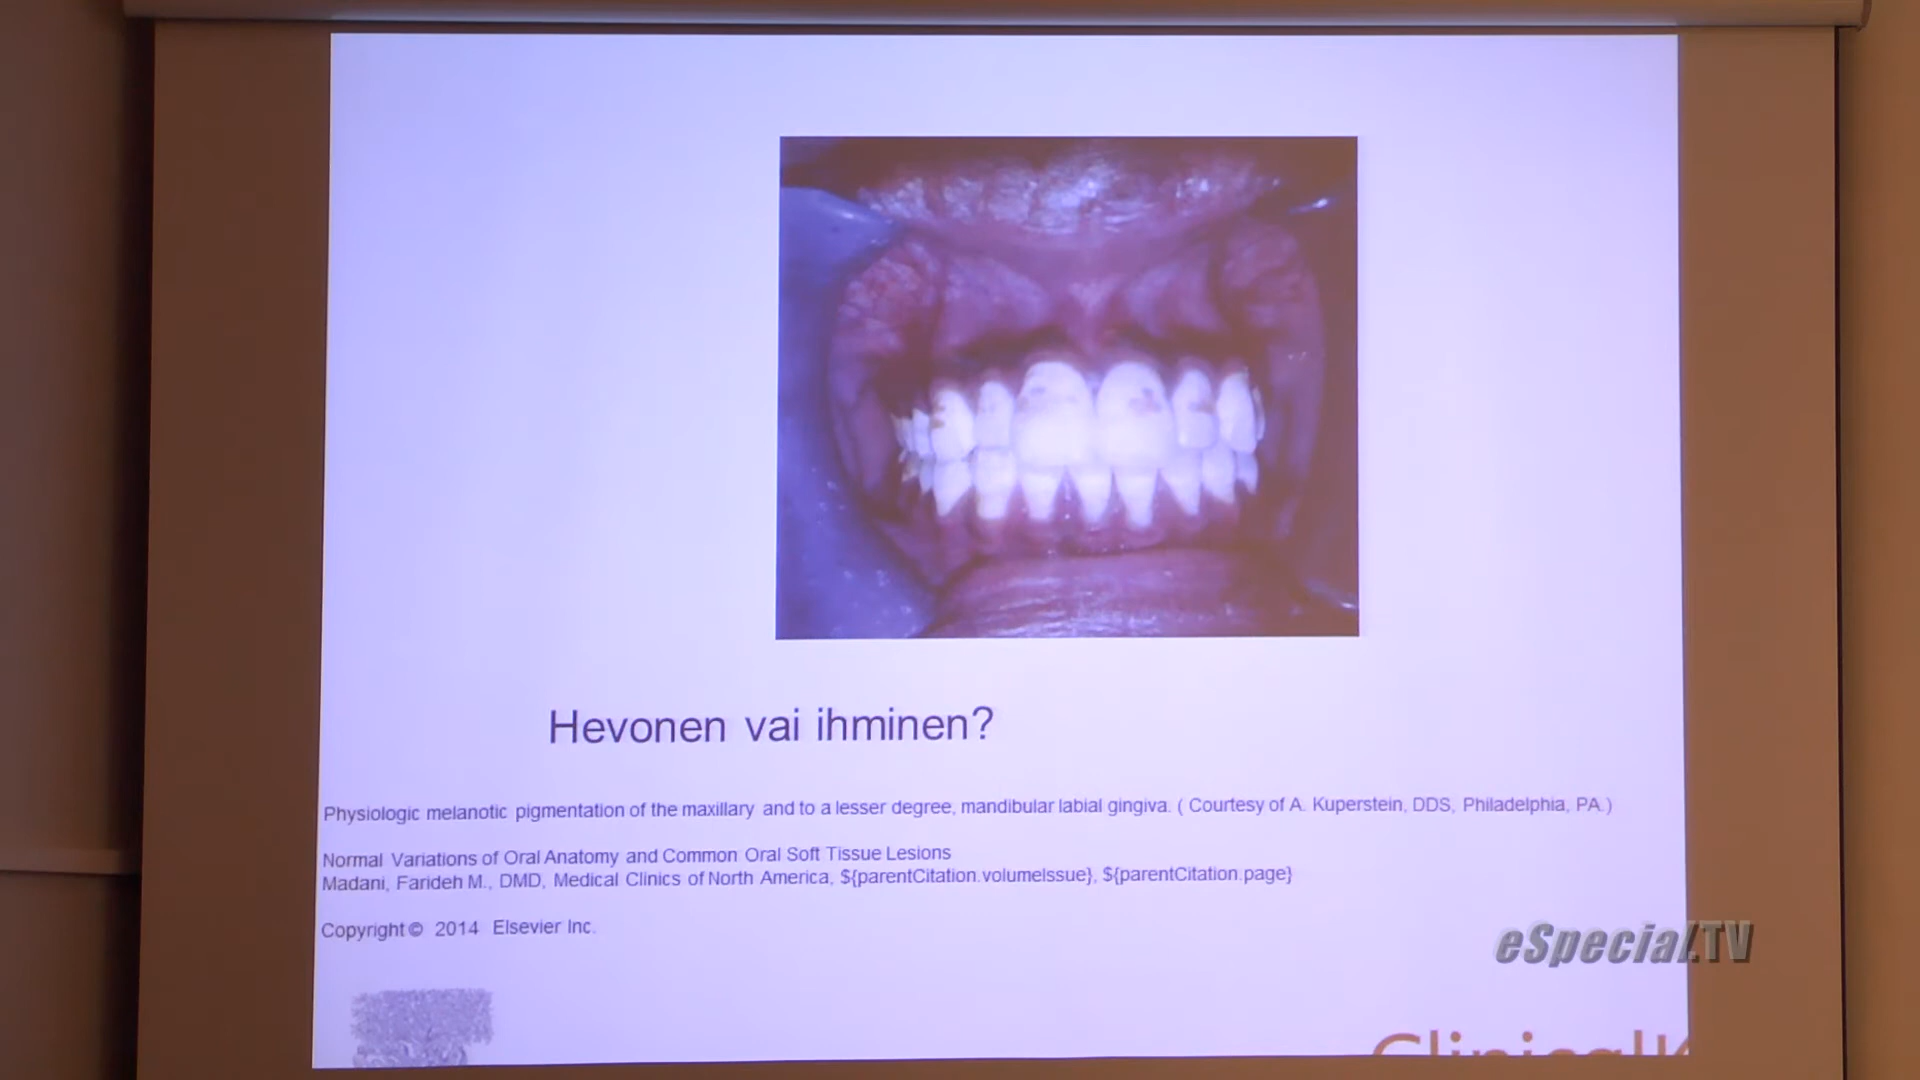 Hevonen vai ihminen?
Physiologic melanotic pigmentation of the maxillary and to a lesser degree, mandibular labial gingiva. ( Courtesy of A. Kuperstein, DDS, Philadelphia, PA.)
Normal Variations of Oral Anatomy and Common Oral Soft Tissue Lesions
Madani, Farideh M., DMD, Medical Clinics of North America, ${parentCitation.volumeIssue}, ${parentCitation.page}
Copyright © 2014 Elsevier Inc.
eSpecial.TV